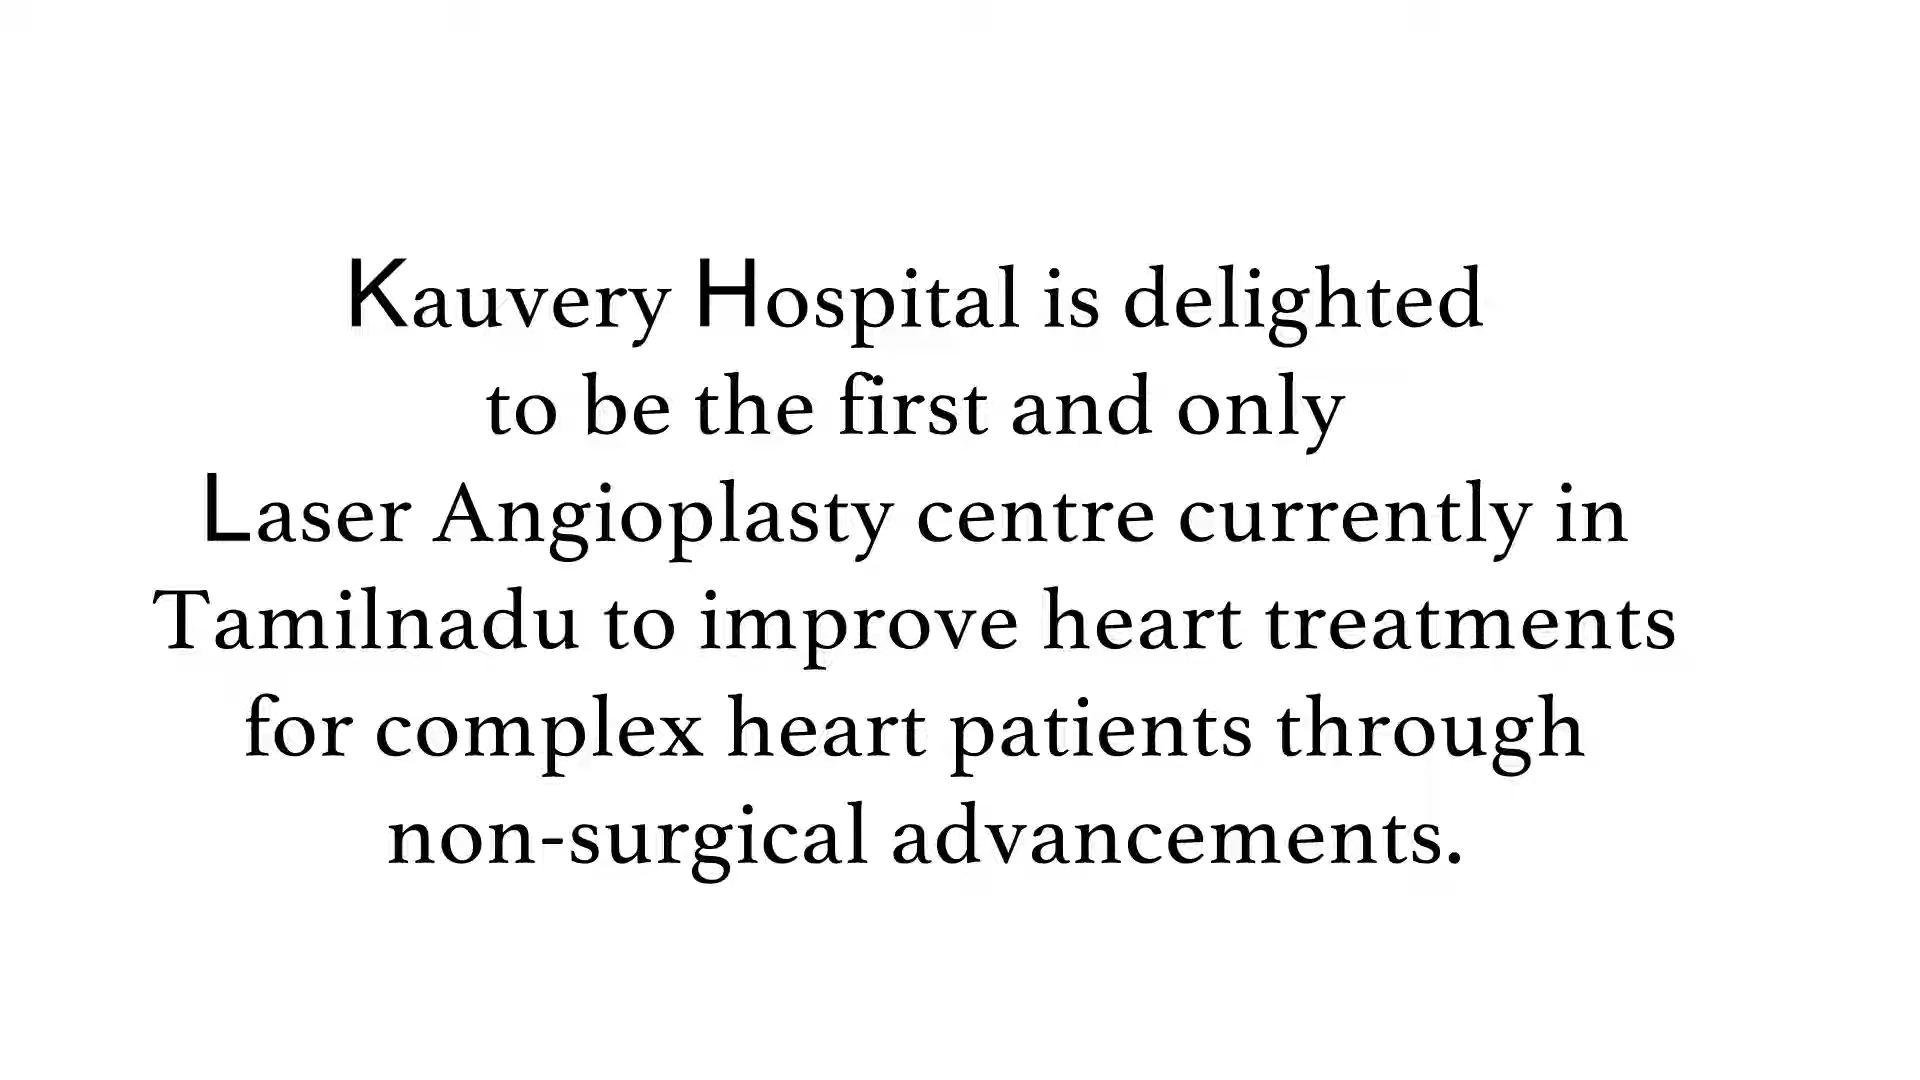 Kauvery Hospital is delighted
to be the first and only
Laser Angioplasty centre currently in
Tamilnadu to improve heart treatments
for complex heart patients through
non-surgical advancements.